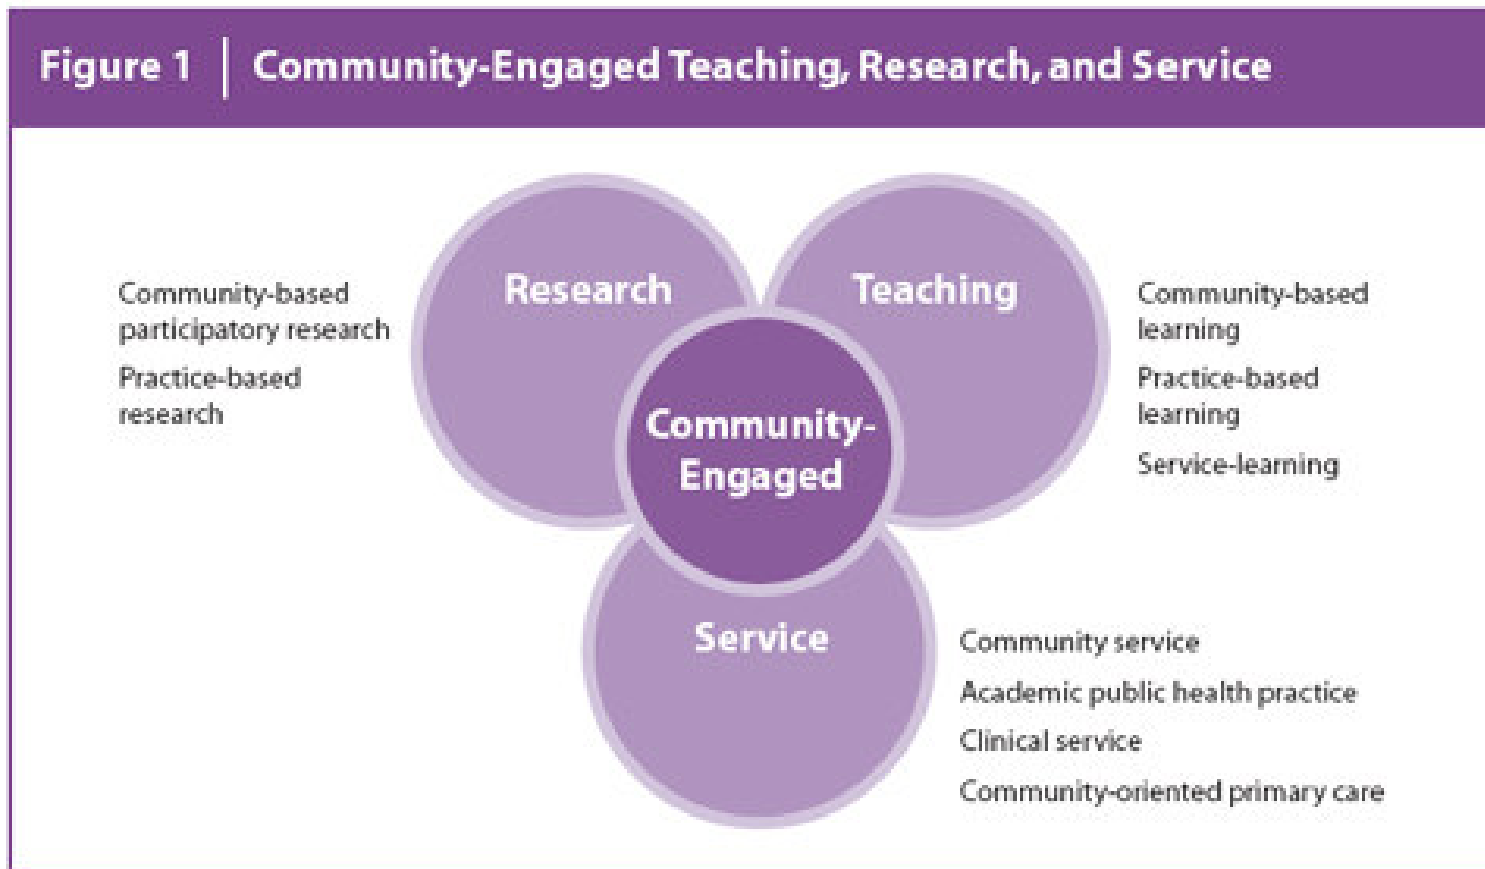 Figure 1 | Community-Engaged Teaching, Research, and Service
Research
Teaching
Community-based
participatory research
Practice-based
research
Community-based
learning
Practice-based
learning
Service-learning
Community-
Engaged
Service
Community service
Academic public health practice
Clinical service
Community-oriented primary care